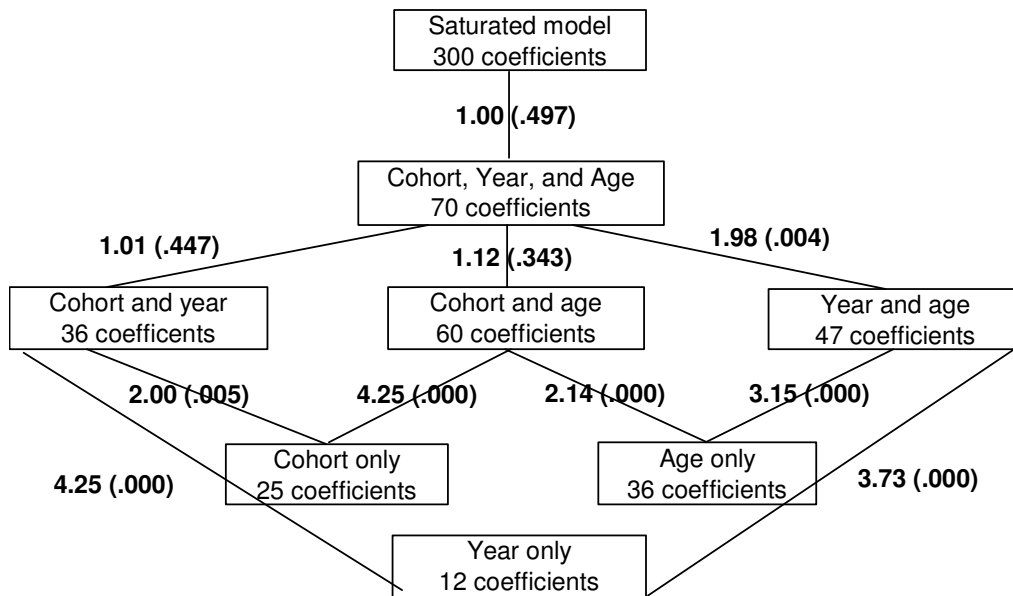 Saturated model
300 coefficients
1.00 (.497)
Cohort, Year, and Age
70 coefficients
1.01 (.447)
1.12 (.343)
1.98 (.004)
Cohort and year
36 coefficents
Cohort and age
60 coefficients
Year and age
47 coefficients
2.00 (.005)
4.25 (.000)
2.14 (.000)
3.15 (.000)
Cohort only
25 coefficients
Age only
36 coefficients
4.25 (.000)
3.73 (.000)
Year only
12 coefficients